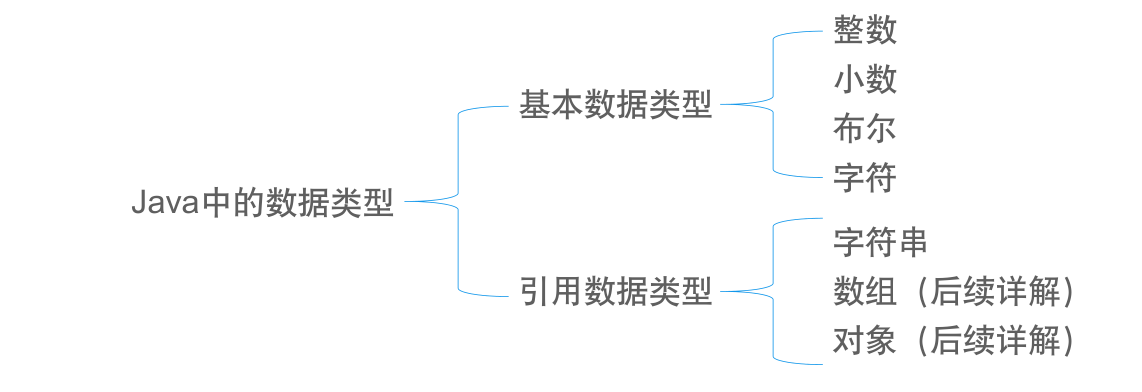 Java中的数据类型
基本数据类型
整数
小数
布尔
字符
引用数据类型
字符串
数组（后续详解）
对象（后续详解）